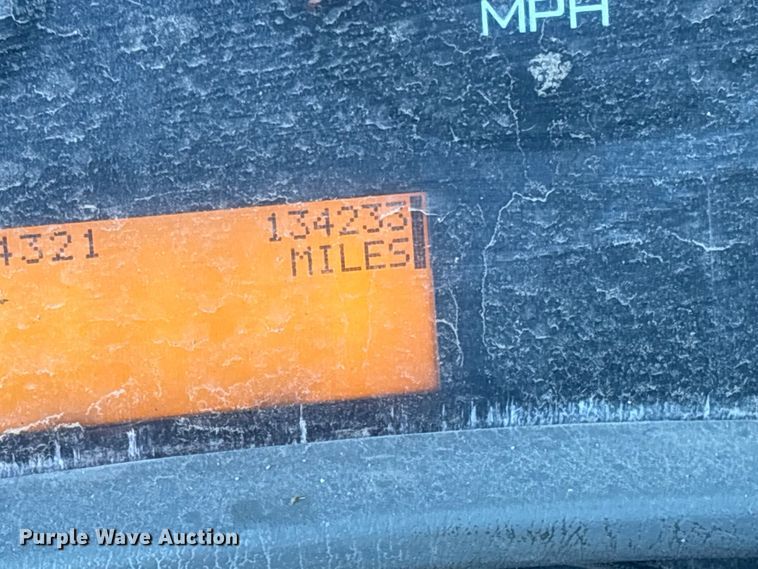 MPH
4321 134233
MILES
Purple Wave Auction